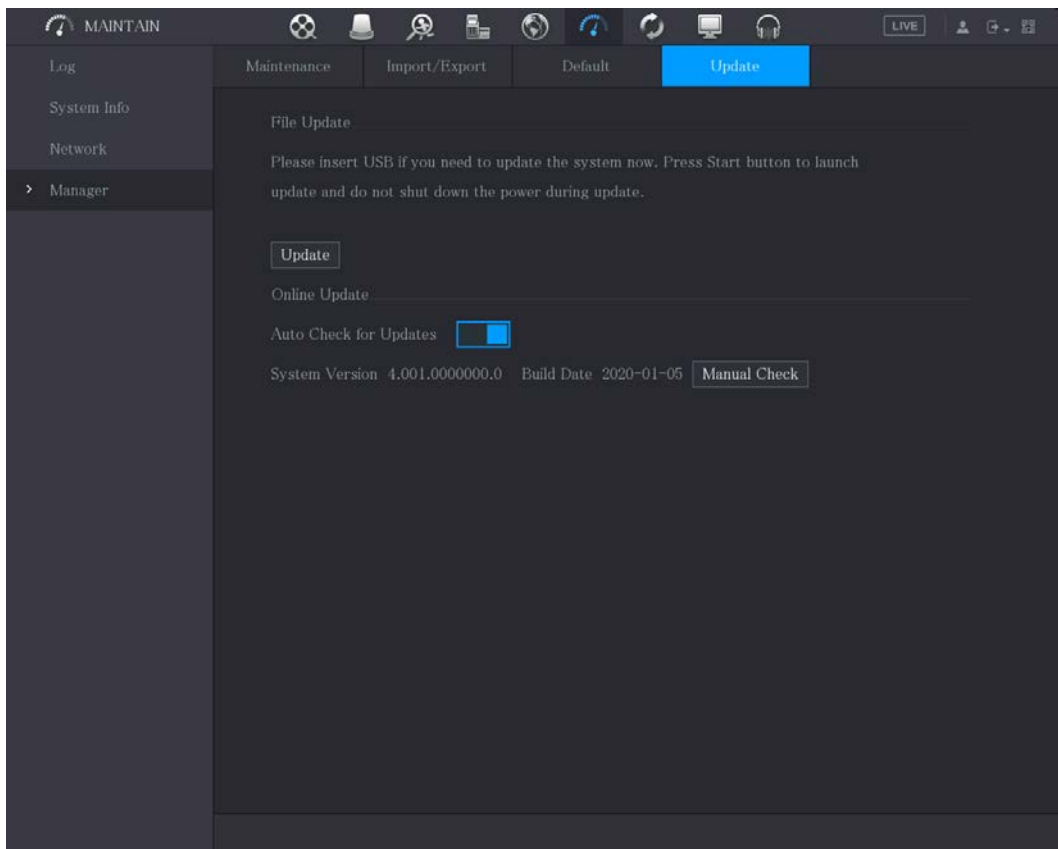 MAINTAIN
LIVE
Log
System Info
Network
Manager
Maintenance
Import/Export
Default
Update
File Update
Please insert USB if you need to update the system now. Press Start button to launch
update and do not shut down the power during update.
Update
Online Update
Auto Check for Updates
System Version 4.001.0000000.0 Build Date 2020-01-05 Manual Check